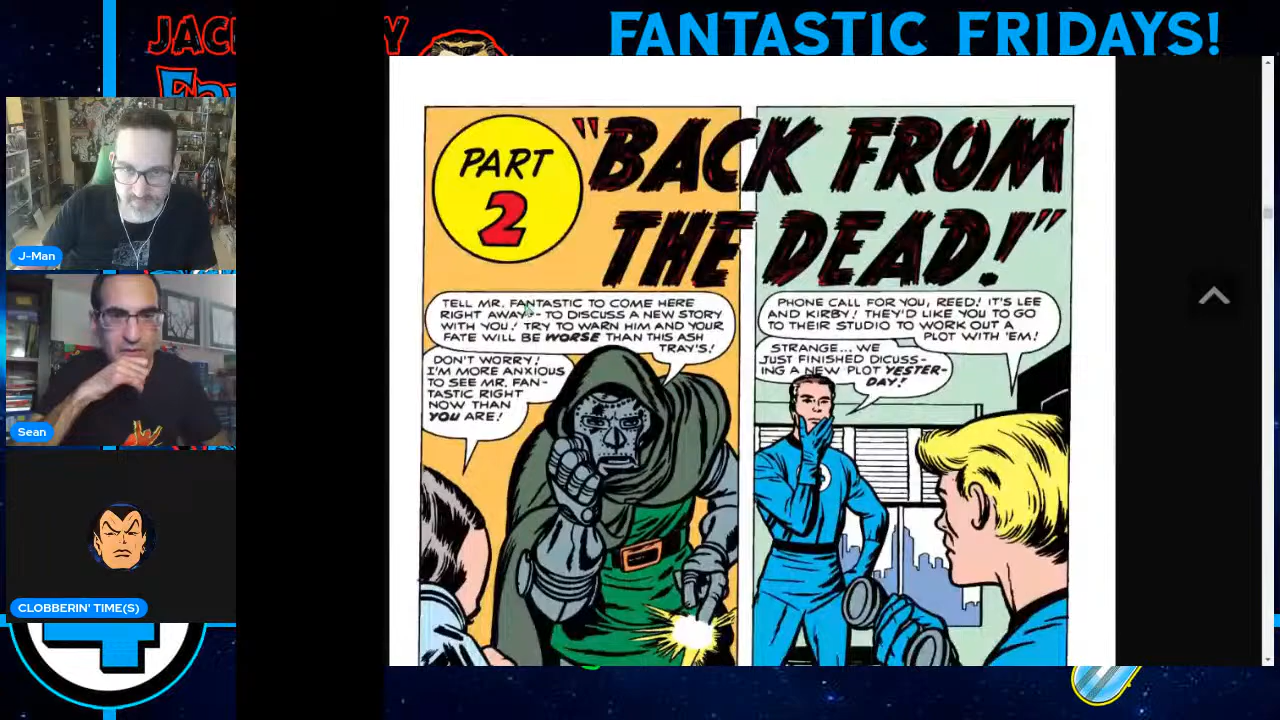 FANTASTIC FRIDAYS!
JAC
Y
PART
2
"BACK FROM
THE DEAD!"
TELL MR. FANTASTIC TO COME HERE
RIGHT AWAY-- TO DISCUSS A NEW STORY
WITH YOU! TRY TO WARN HIM AND YOUR
FATE WILL BE WORSE THAN THIS ASH
TRAY'S!
DON'T WORRY!
I'M MORE ANXIOUS
TO SEE MR. FAN-
TASTIC RIGHT
NOW THAN
YOU ARE!
PHONE CALL FOR YOU, REED! IT'S LEE
AND KIRBY! THEY'D LIKE YOU TO GO
TO THEIR STUDIO TO WORK OUT A
PLOT WITH 'EM!
STRANGE... WE
JUST FINISHED DICUSS-
ING A NEW PLOT YESTER-
DAY!
J-Man
Sean
CLOBBERIN' TIME(S)
4